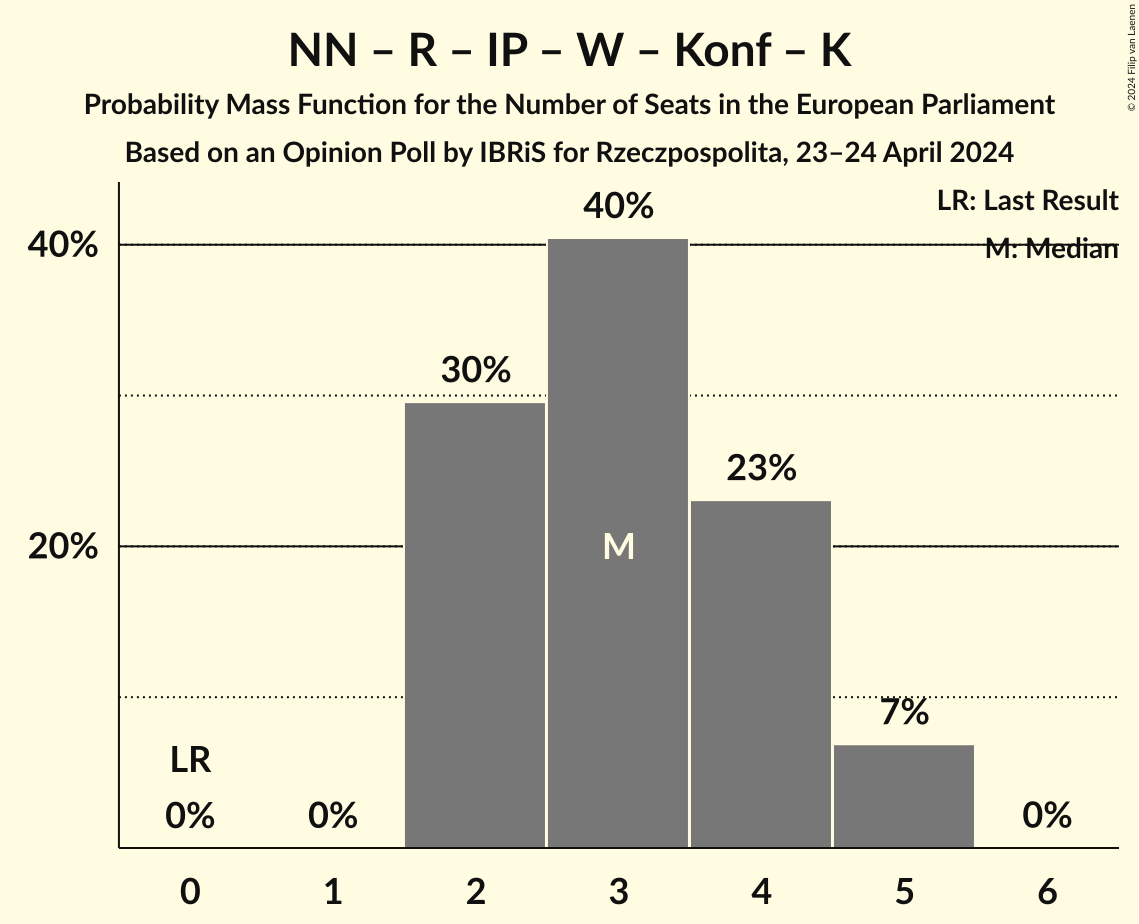 NN – R – IP – W – Konf – K
Probability Mass Function for the Number of Seats in the European Parliament
Based on an Opinion Poll by IBRiS for Rzeczpospolita, 23–24 April 2024
© 2024 Filip van Laenen
LR: Last Result
M: Median
40%
20%
LR
0%
0%
30%
40%
M
23%
7%
0%
0
1
2
3
4
5
6